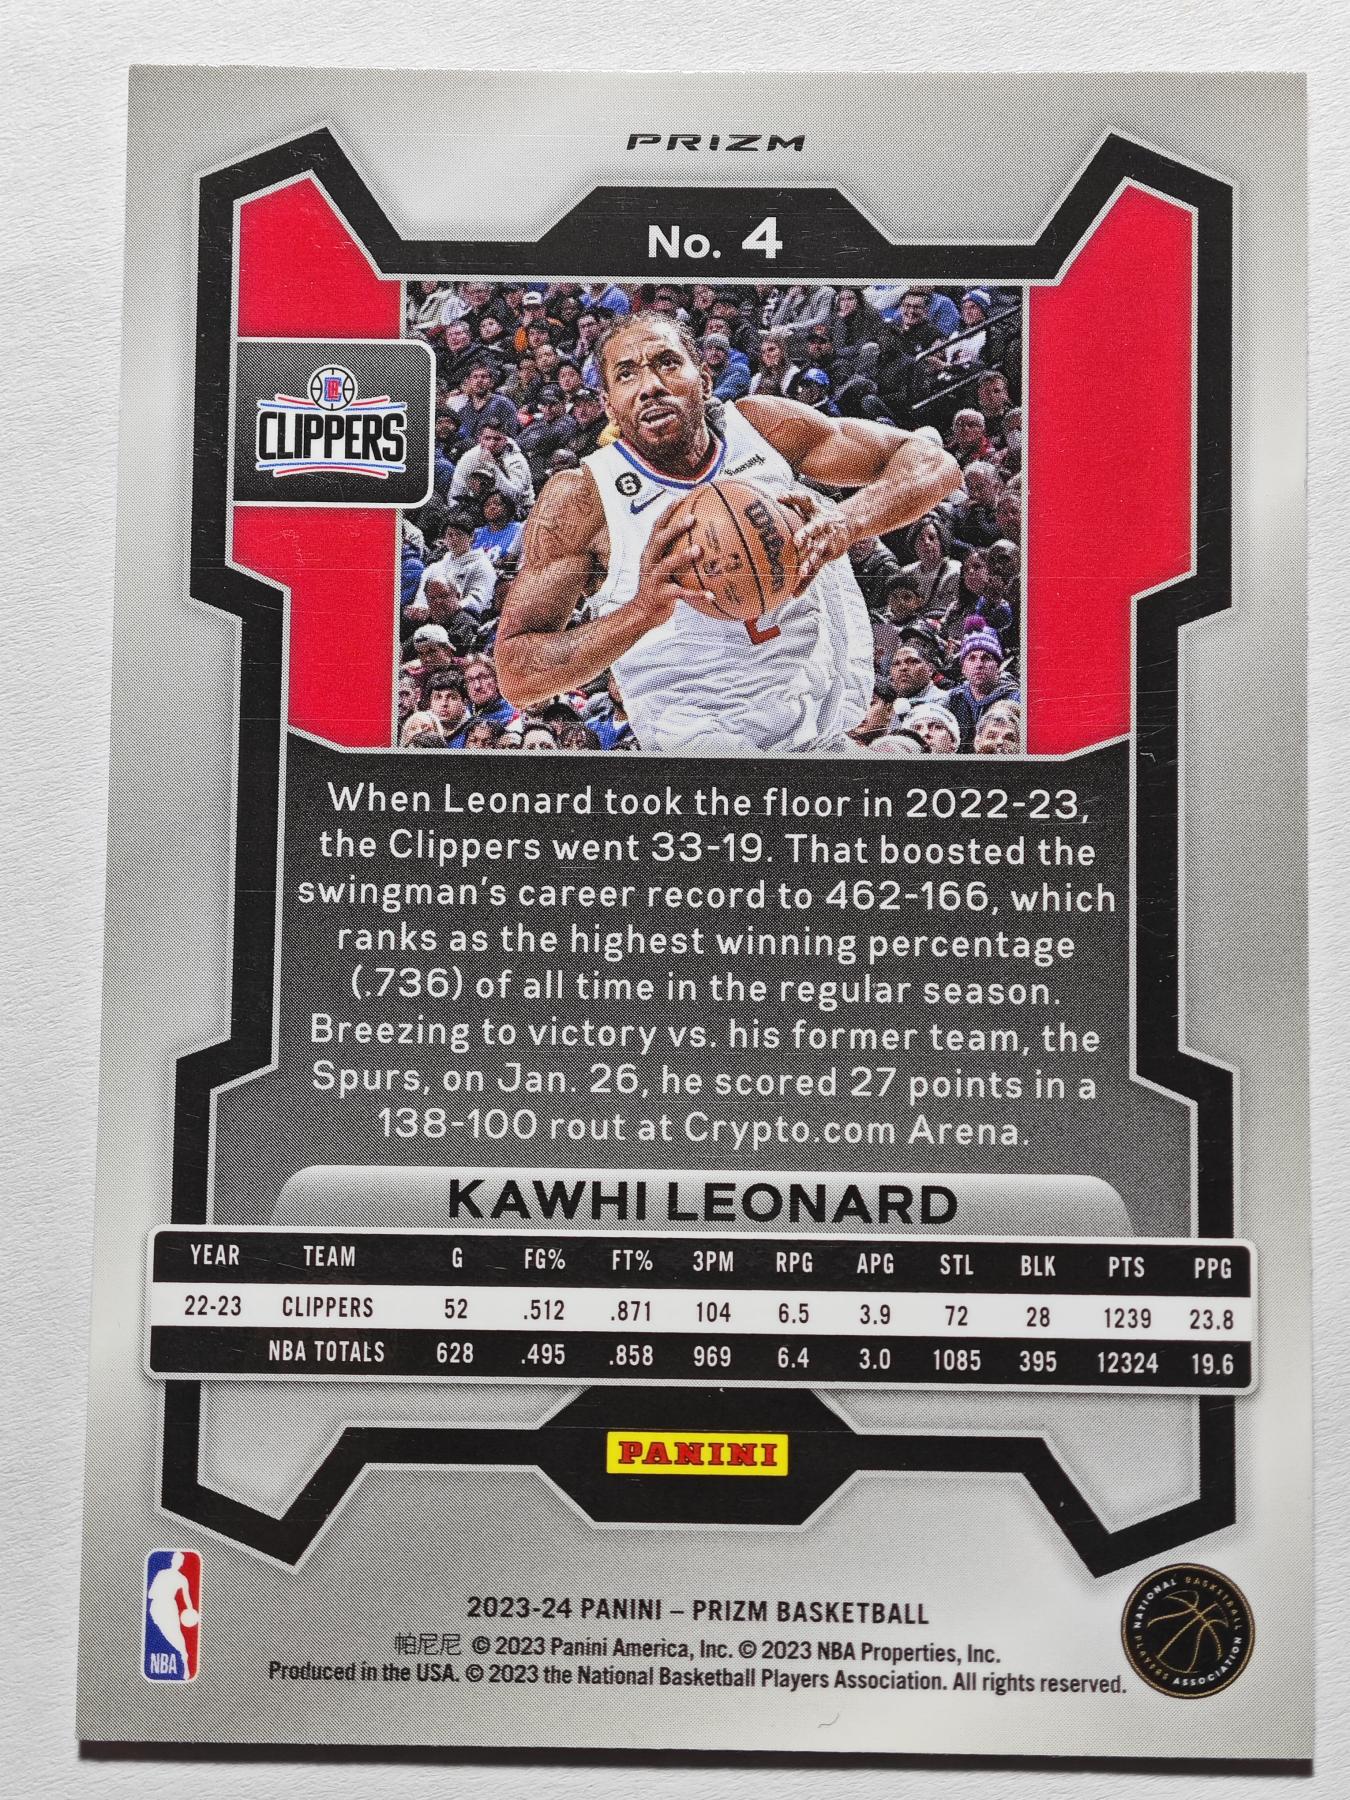 PRIZM
No. 4
CLIPPERS
6
Wilson
When Leonard took the floor in 2022-23,
the Clippers went 33-19. That boosted the
swingman's career record to 462-166, which
ranks as the highest winning percentage
(.736) of all time in the regular season.
Breezing to victory vs. his former team, the
Spurs, on Jan. 26, he scored 27 points in a
138-100 rout at Crypto.com Arena.
KAWHI LEONARD
YEAR TEAM G FG% FT% 3PM RPG APG STL BLK PTS PPG
22-23 CLIPPERS 52 .512 .871 104 6.5 3.9 72 28 1239 23.8
NBA TOTALS 628 .495 .858 969 6.4 3.0 1085 395 12324 19.6
PANINI
NBA
2023-24 PANINI – PRIZM BASKETBALL
帕尼尼 © 2023 Panini America, Inc. © 2023 NBA Properties, Inc.
Produced in the USA. © 2023 the National Basketball Players Association. All rights reserved.
NATIONAL BASKETBALL PLAYERS ASSOCIATION